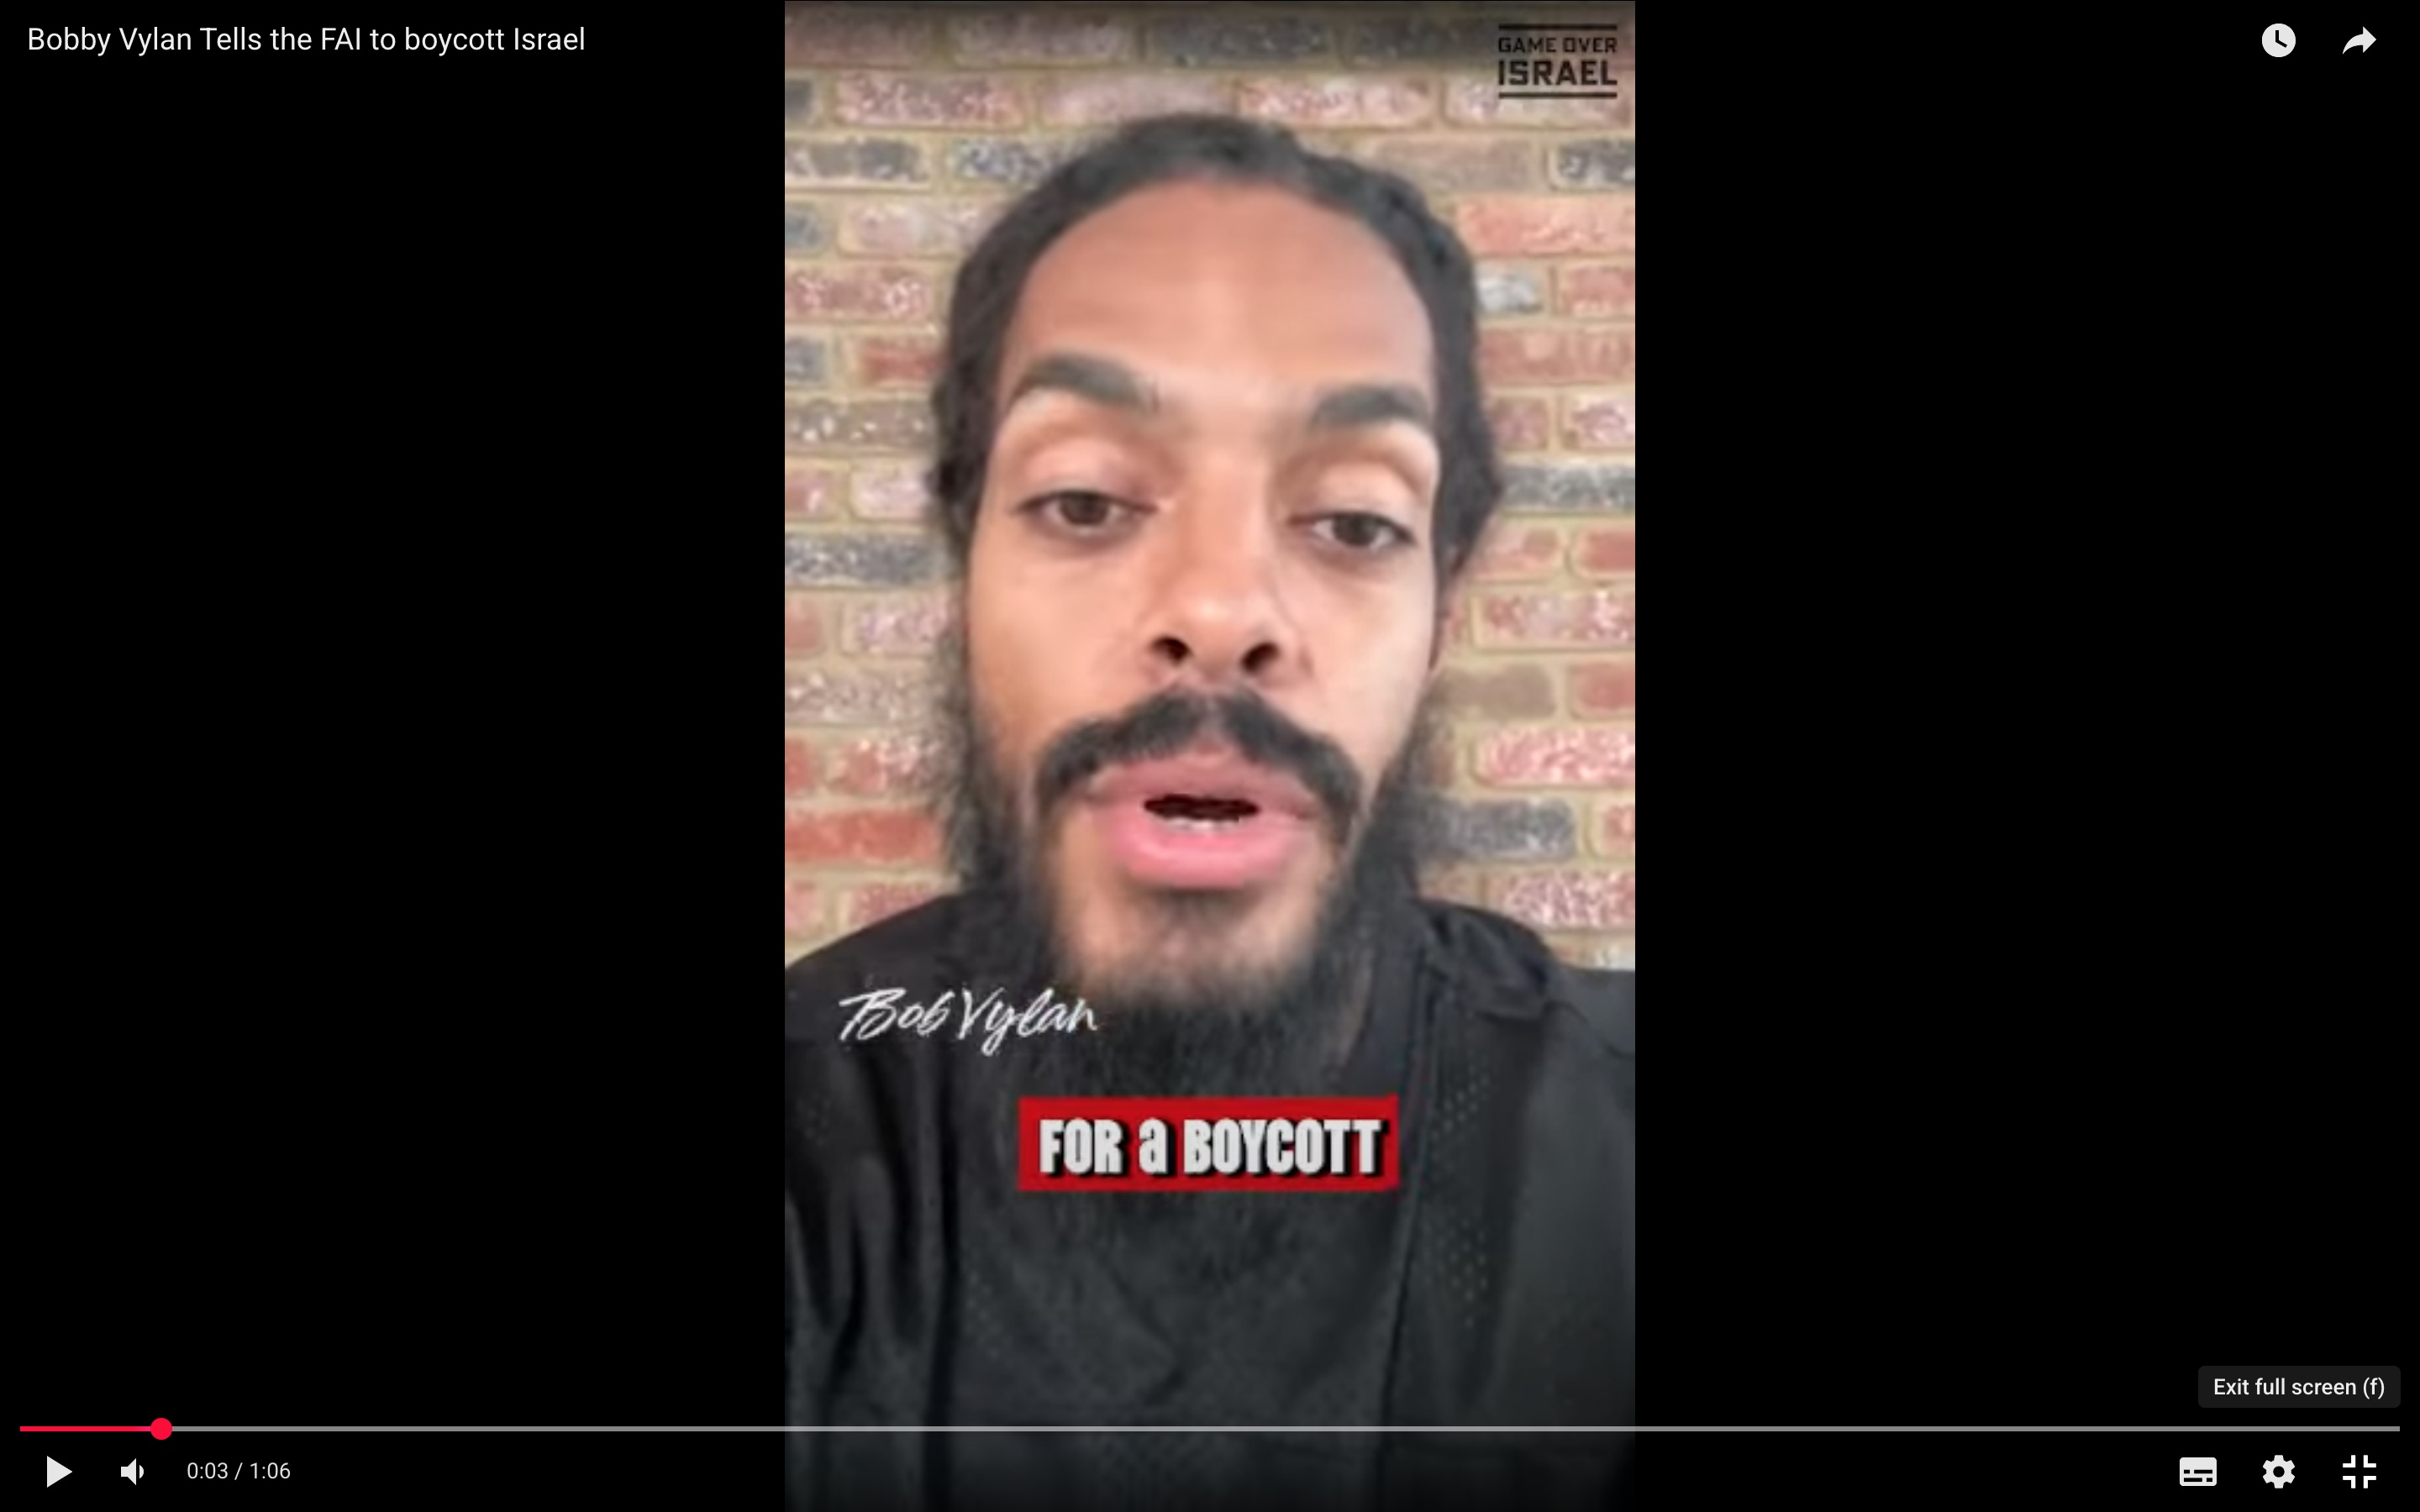 Bobby Vylan Tells the FAI to boycott Israel
GAME OVER
ISRAEL
Bob Vylan
FOR a BOYCOTT
Exit full screen (f)
0:03 / 1:06